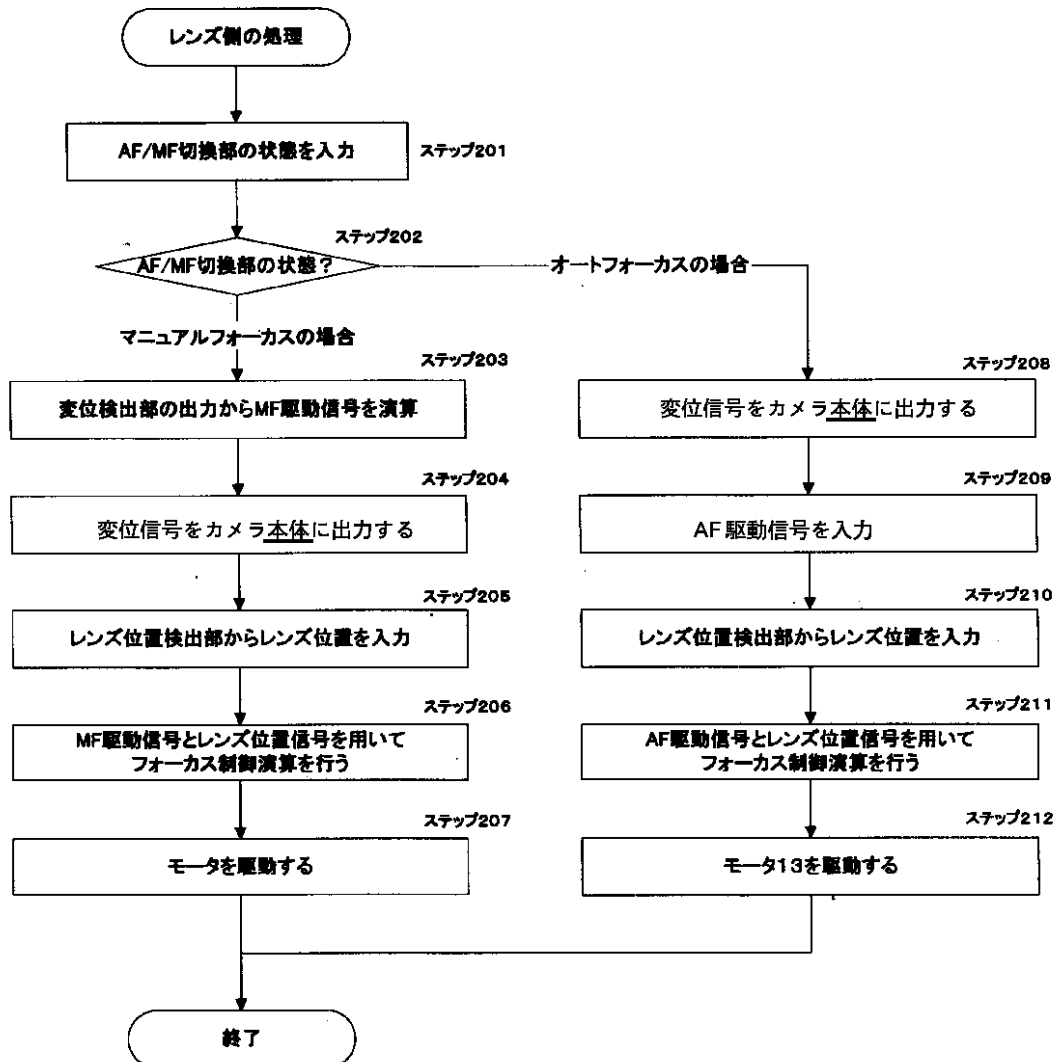 レンズ側の処理
AF/MF切換部の状態を入力
ステップ201
ステップ202
AF/MF切換部の状態？
オートフォーカスの場合
マニュアルフォーカスの場合
ステップ203
変位検出部の出力からMF駆動信号を演算
ステップ204
変位信号をカメラ本体に出力する
ステップ205
レンズ位置検出部からレンズ位置を入力
ステップ206
MF駆動信号とレンズ位置信号を用いて
フォーカス制御演算を行う
ステップ207
モータを駆動する
ステップ208
変位信号をカメラ本体に出力する
ステップ209
AF駆動信号を入力
ステップ210
レンズ位置検出部からレンズ位置を入力
ステップ211
AF駆動信号とレンズ位置信号を用いて
フォーカス制御演算を行う
ステップ212
モータ13を駆動する
終了